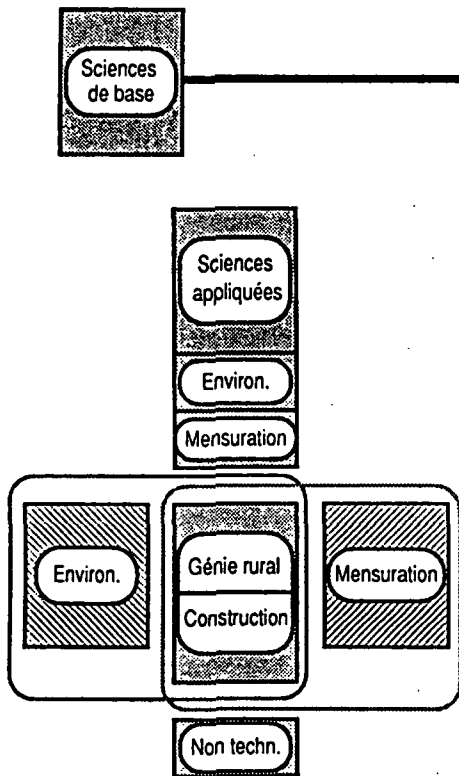 Sciences
de base
Sciences
appliquées
Environ.
Mensuration
Environ.
Génie rural
Construction
Mensuration
Non techn.